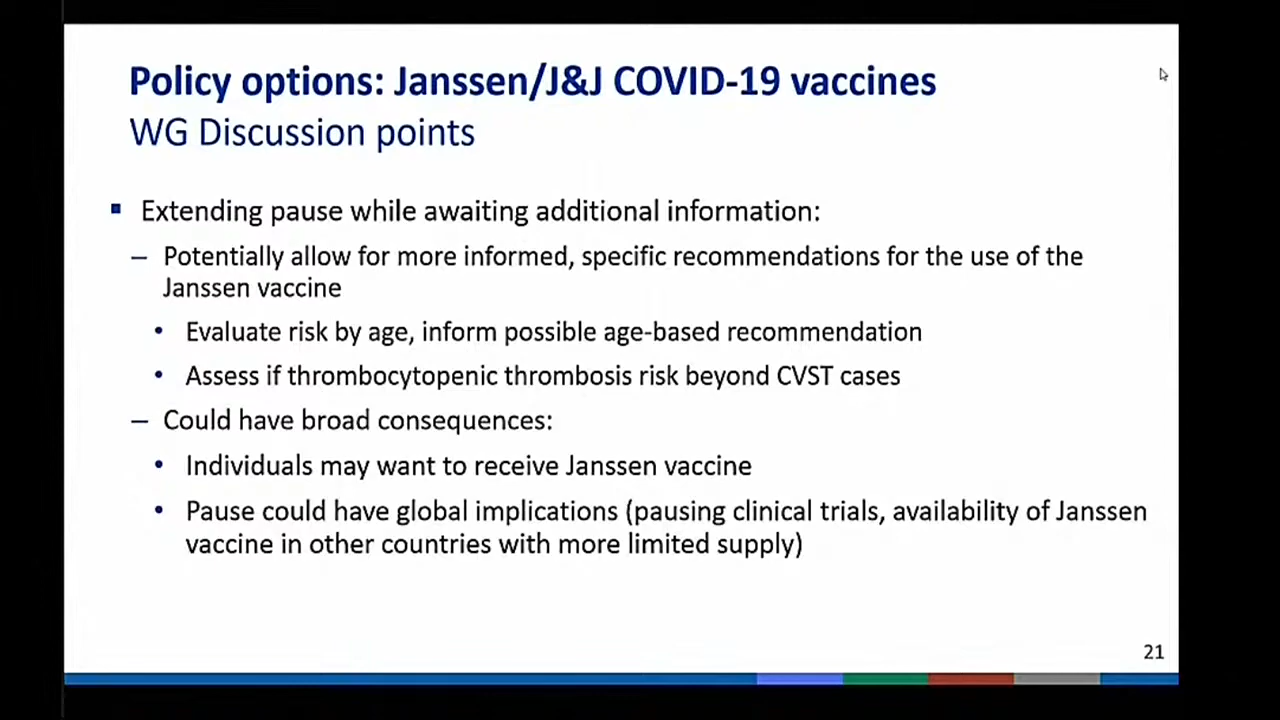 Policy options: Janssen/J&J COVID-19 vaccines
WG Discussion points
▪ Extending pause while awaiting additional information:
– Potentially allow for more informed, specific recommendations for the use of the
Janssen vaccine
• Evaluate risk by age, inform possible age-based recommendation
• Assess if thrombocytopenic thrombosis risk beyond CVST cases
– Could have broad consequences:
• Individuals may want to receive Janssen vaccine
• Pause could have global implications (pausing clinical trials, availability of Janssen
vaccine in other countries with more limited supply)
21